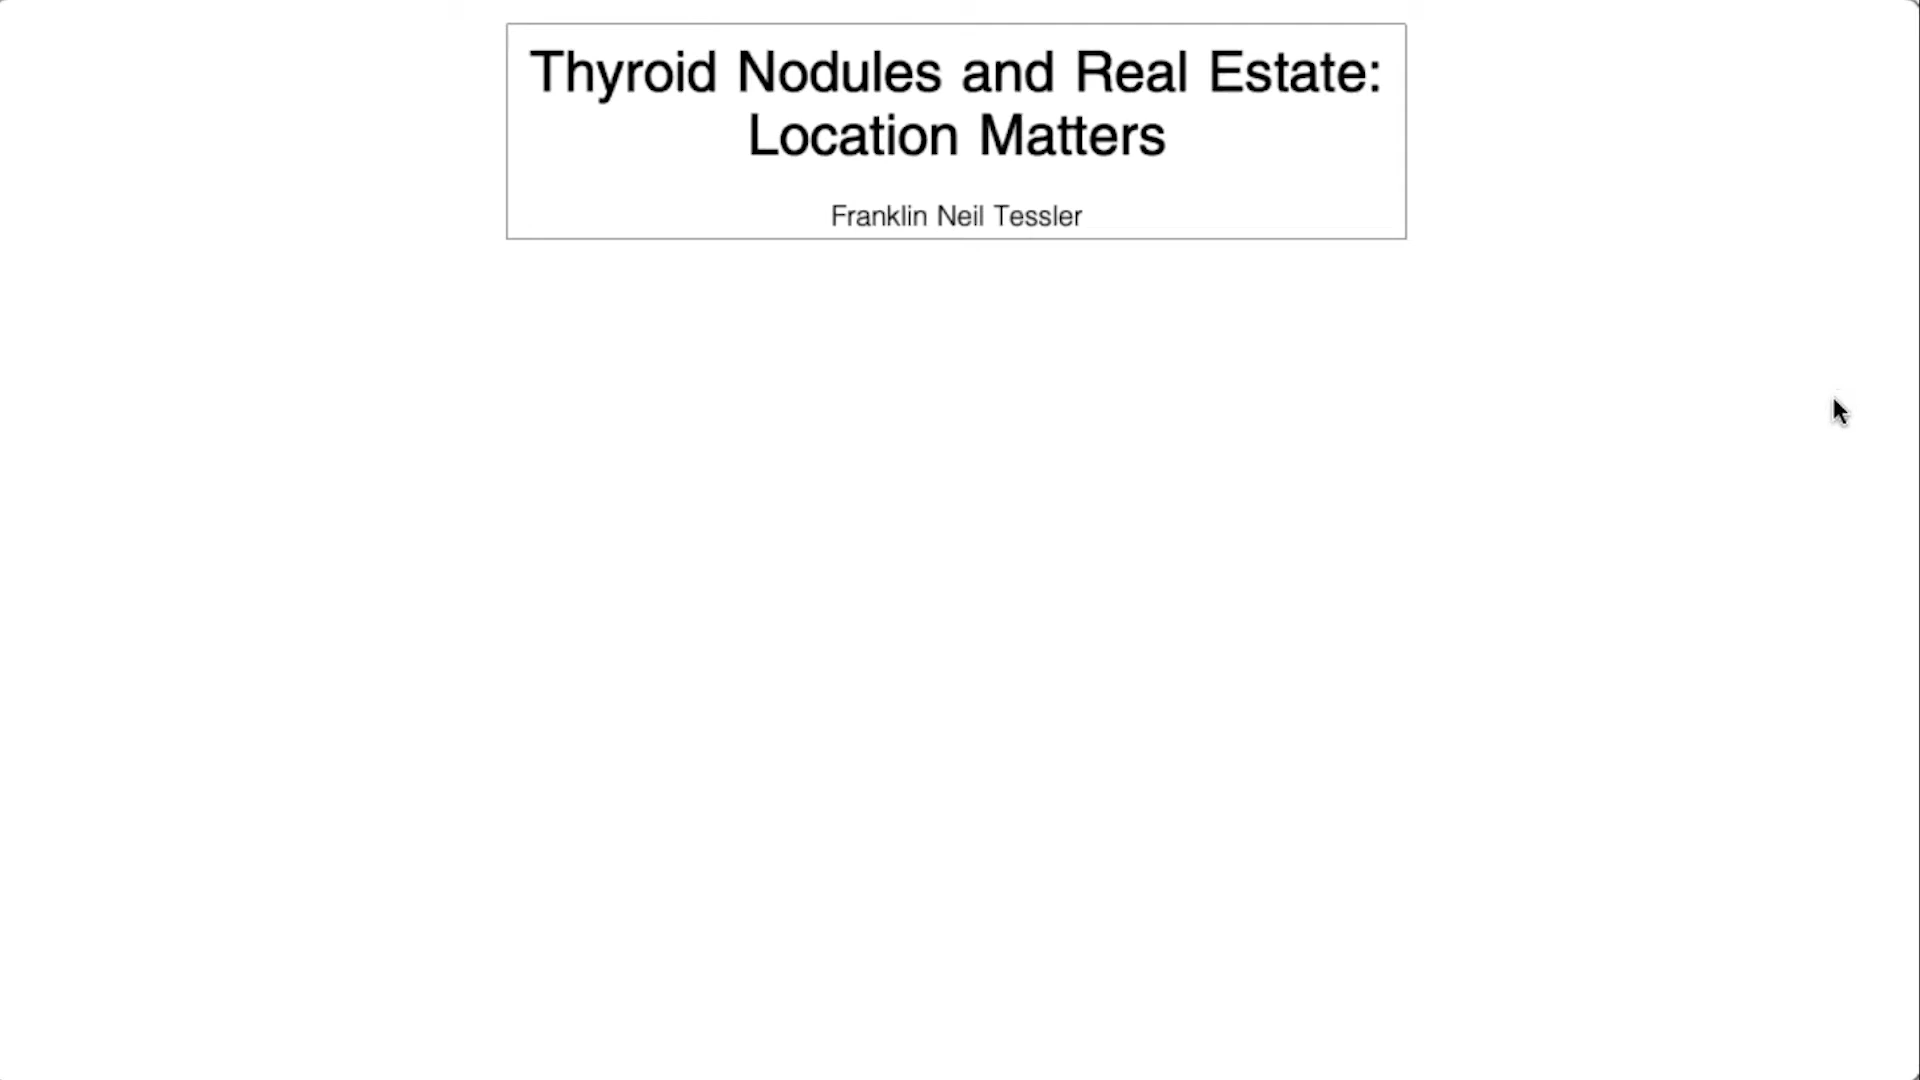 Thyroid Nodules and Real Estate:
Location Matters
Franklin Neil Tessler